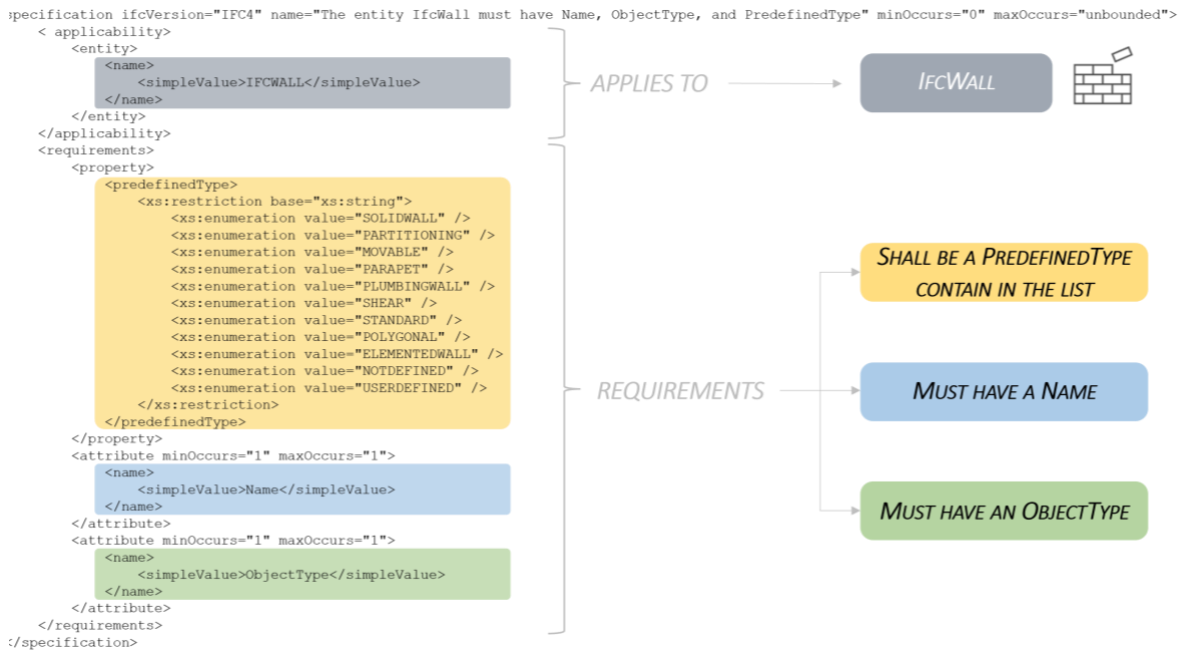 specification ifcVersion="IFC4" name="The entity IfcWall must have Name, ObjectType, and PredefinedType" minOccurs="0" maxOccurs="unbounded">
< applicability>
<entity>
<name>
<simpleValue>IFCWALL</simpleValue>
</name>
</entity>
</applicability>
<requirements>
<property>
<predefinedType>
<xs:restriction base="xs:string">
<xs:enumeration value="SOLIDWALL" />
<xs:enumeration value="PARTITIONING" />
<xs:enumeration value="MOVABLE" />
<xs:enumeration value="PARAPET" />
<xs:enumeration value="PLUMBINGWALL" />
<xs:enumeration value="SHEAR" />
<xs:enumeration value="STANDARD" />
<xs:enumeration value="POLYGONAL" />
<xs:enumeration value="ELEMENTEDWALL" />
<xs:enumeration value="NOTDEFINED" />
<xs:enumeration value="USERDEFINED" />
</xs:restriction>
</predefinedType>
</property>
<attribute minOccurs="1" maxOccurs="1">
<name>
<simpleValue>Name</simpleValue>
</name>
</attribute>
<attribute minOccurs="1" maxOccurs="1">
<name>
<simpleValue>ObjectType</simpleValue>
</name>
</attribute>
</requirements>
</specification>
APPLIES TO
IFCWALL
REQUIREMENTS
SHALL BE A PREDEFINEDTYPE
CONTAIN IN THE LIST
MUST HAVE A NAME
MUST HAVE AN OBJECTTYPE